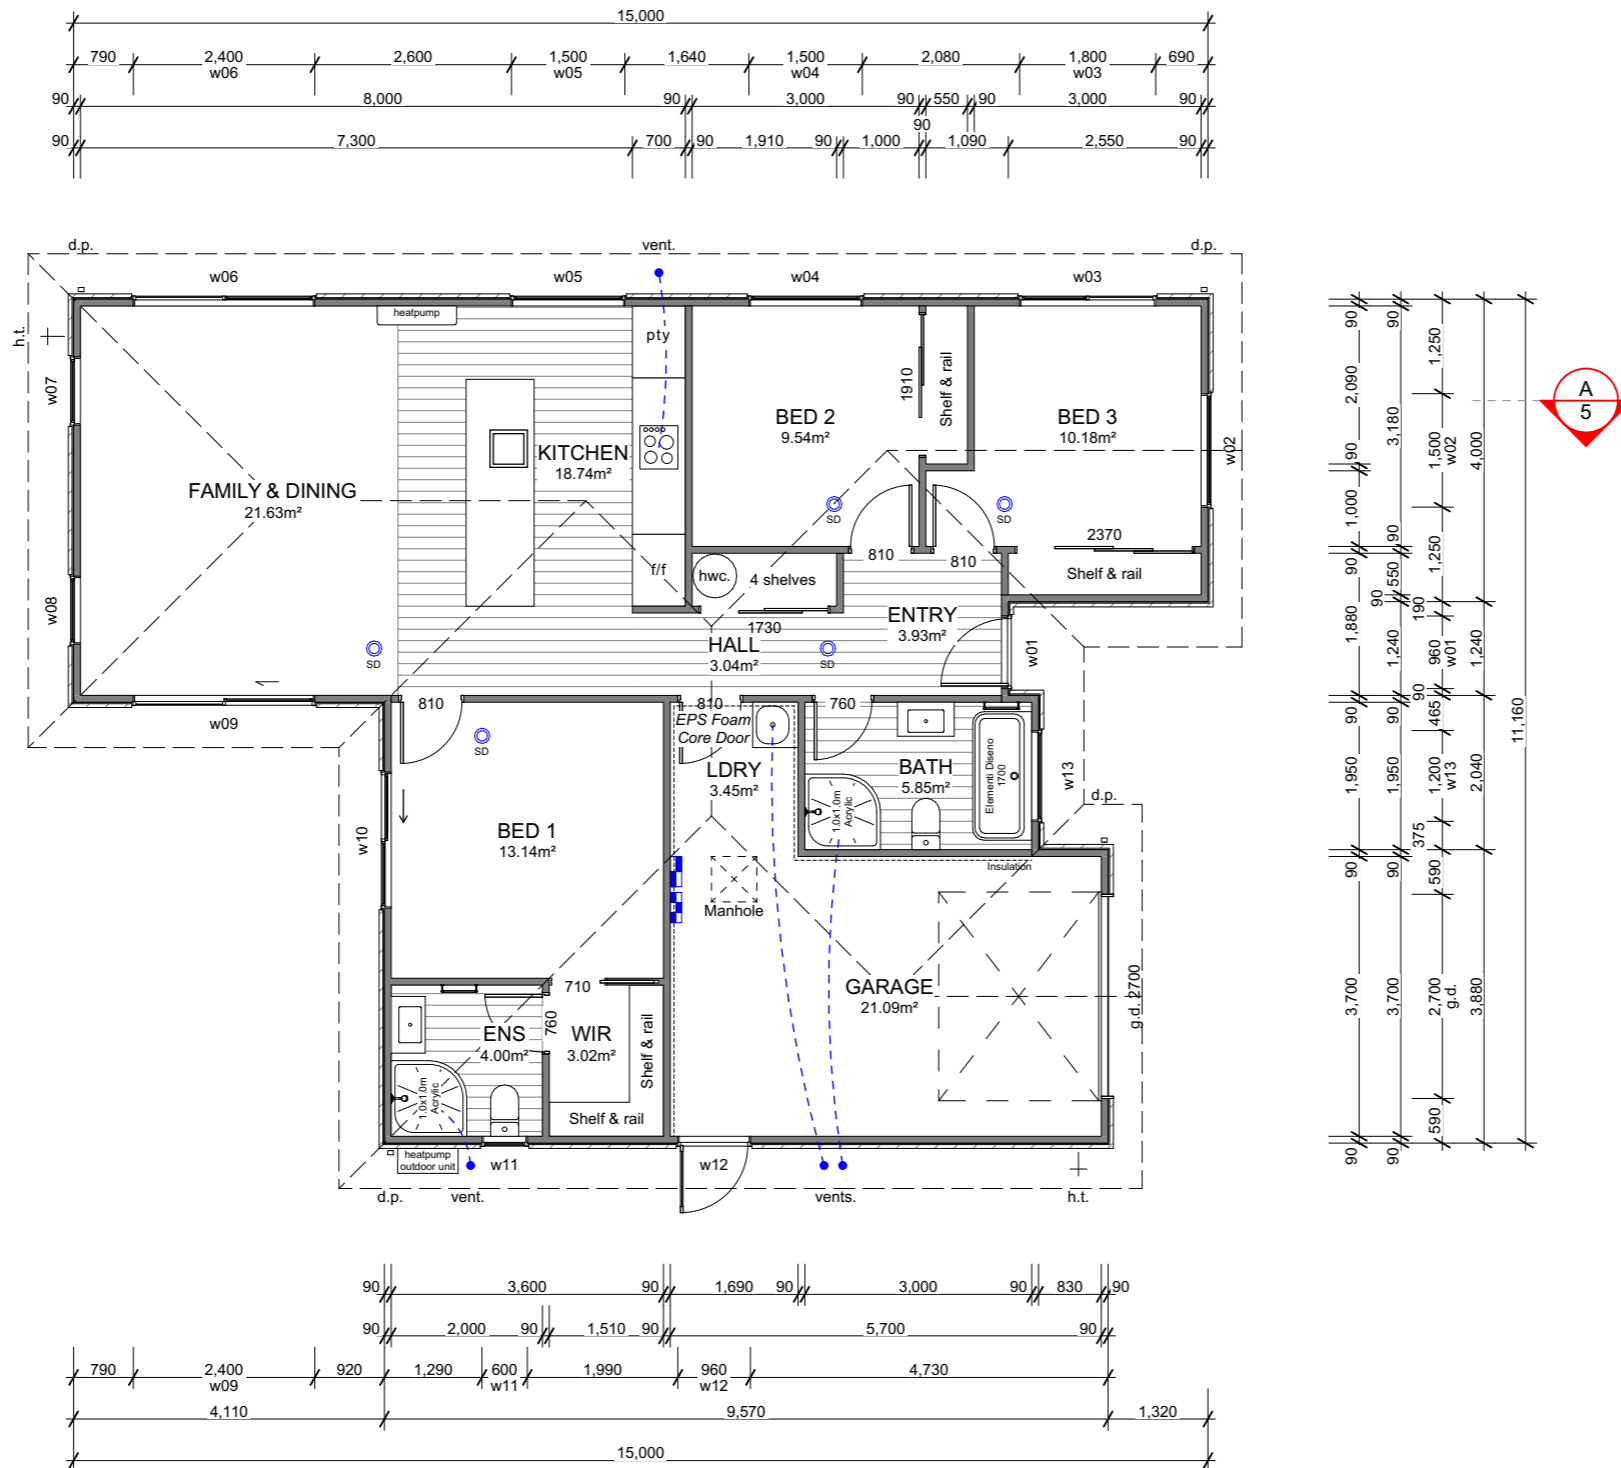 15,000
790 2,400 2,600 1,500 1,640 1,500 2,080 1,800 690
w06 w05 w04 w03
90 8,000 90 3,000 90 550 90 3,000 90
90
90 7,300 700 90 1,910 90 1,000 1,090 2,550 90
d.p. vent. d.p.
w06 w05 w04 w03
heatpump
h.t.
pty
w07
1910
Shelf & rail
BED 2
9.54m²
BED 3
10.18m²
w02
KITCHEN
18.74m²
FAMILY & DINING
21.63m²
SD
SD
2370
810
810
f/f
hwc.
4 shelves
Shelf & rail
w08
1730
ENTRY
3.93m²
HALL
3.04m²
w01
SD
SD
w09
810
810
760
EPS Foam
Core Door
SD
LDRY
3.45m²
BATH
5.85m²
Elementi Diseno
1700
w13
d.p.
1.0x1.0m
Acrylic
w10
BED 1
13.14m²
Insulation
Manhole
710
GARAGE
21.09m²
g.d. 2700
760
ENS
4.00m²
WIR
3.02m²
Shelf & rail
1.0x1.0m
Acrylic
Shelf & rail
heatpump
outdoor unit
w11
w12
d.p. vent. vents. h.t.
A
5
90 2,090 90 1,000 90 1,880 90 1,950 90 3,700 90
90 3,180 90 550 90 1,240 90 1,950 90 3,700 90
1,250 1,500 1,250 190 960 465 1,200 375 590 2,700 590
w02 w01 w13 g.d.
4,000 1,240 2,040 3,880
11,160
90 3,600 90 1,690 90 3,000 90 830 90
90 2,000 90 1,510 90 5,700 90
790 2,400 920 1,290 600 1,990 960 4,730
w09 w11 w12
4,110 9,570 1,320
15,000